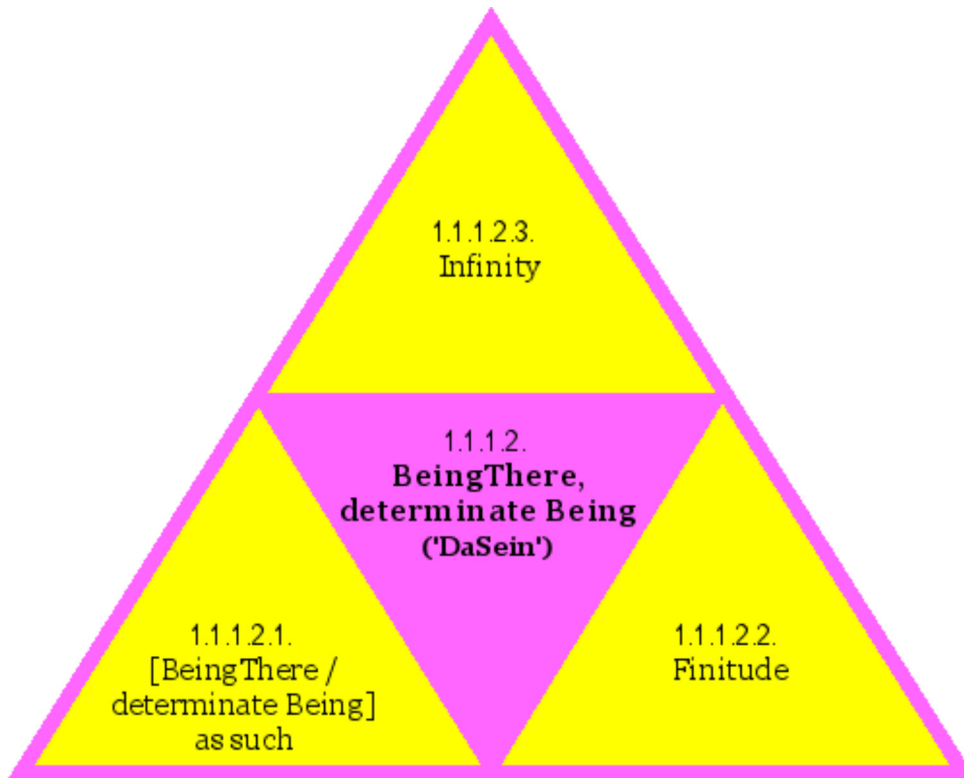 1.1.1.2.3.
Infinity
1.1.1.2.
BeingThere,
determinate Being
('DaSein')
1.1.1.2.1.
[BeingThere /
determinate Being]
as such
1.1.1.2.2.
Finitude